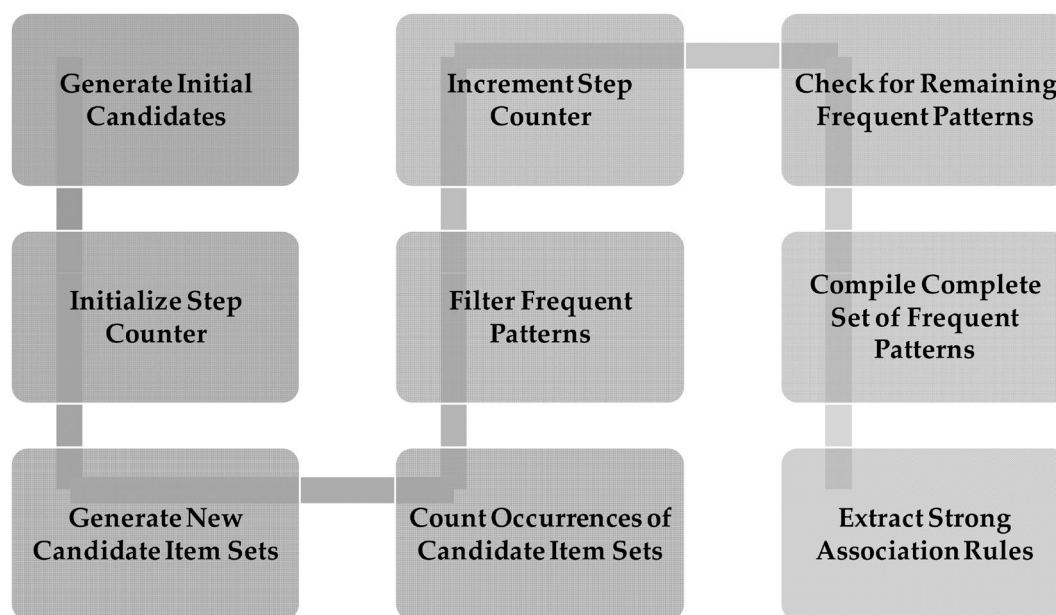 Generate Initial
Candidates
Initialize Step
Counter
Generate New
Candidate Item Sets
Count Occurrences of
Candidate Item Sets
Filter Frequent
Patterns
Increment Step
Counter
Check for Remaining
Frequent Patterns
Compile Complete
Set of Frequent
Patterns
Extract Strong
Association Rules